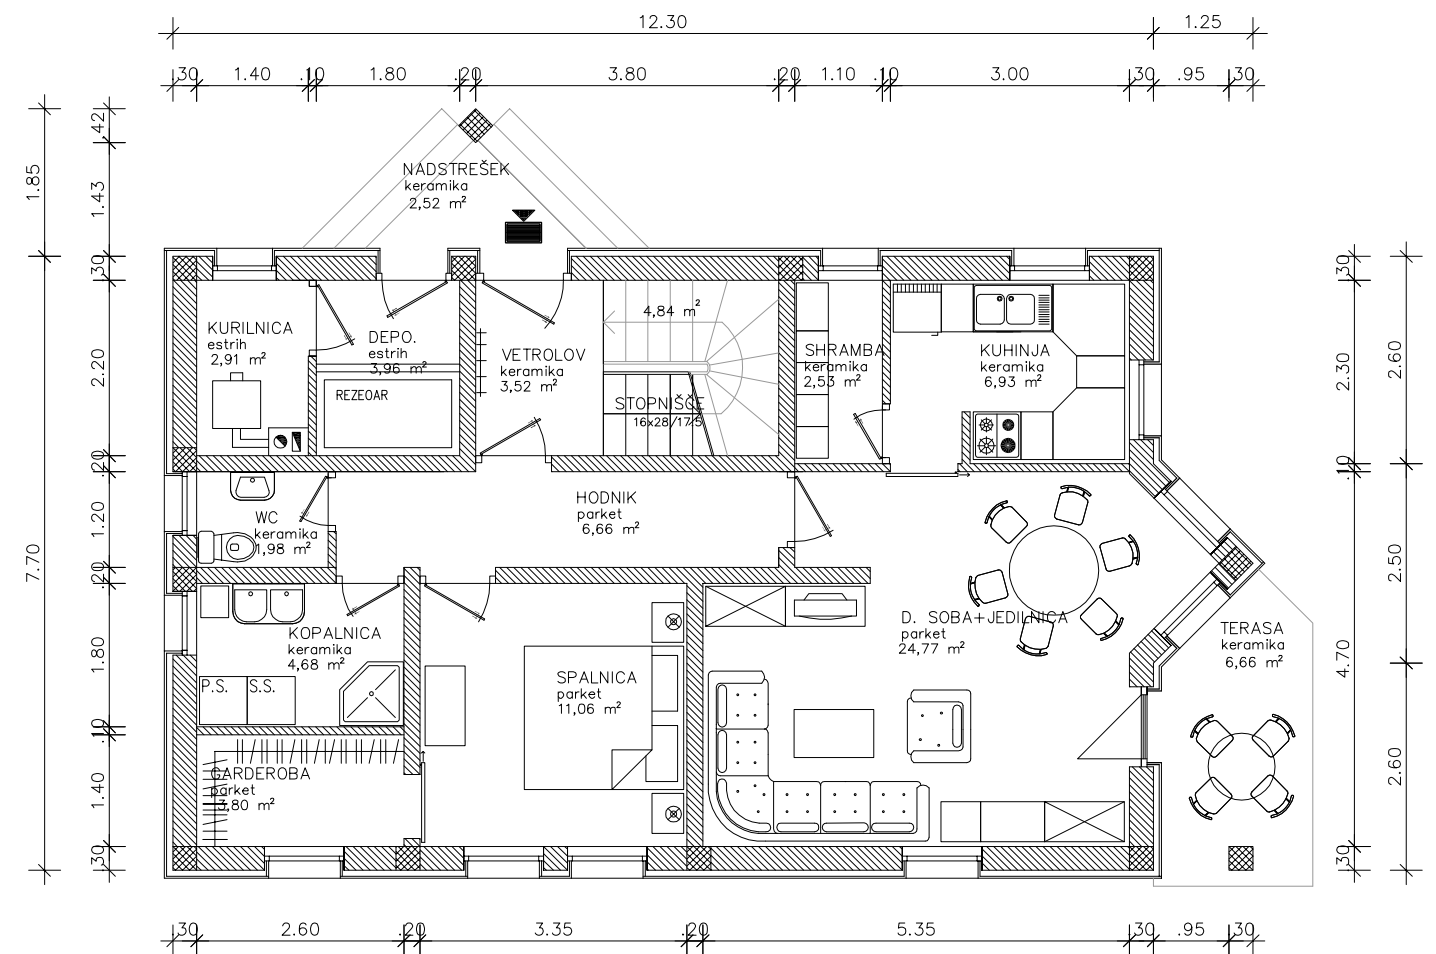 12.30
1.25
.30
1.40
.10
1.80
.20
3.80
.20
1.10
.10
3.00
.30
.95
.30
.42
1.43
1.85
.30
2.20
.20
1.20
.20
1.80
.10
1.40
.30
7.70
NADSTREŠEK
keramika
2,52 m²
KURILNICA
estrih
2,91 m²
DEPO.
estrih
3,96 m²
REZEOAR
VETROLOV
keramika
3,52 m²
4,84 m²
STOPNIŠČE
16x28/17,5
SHRAMBA
keramika
2,53 m²
KUHINJA
keramika
6,93 m²
WC
keramika
1,98 m²
HODNIK
parket
6,66 m²
KOPALNICA
keramika
4,68 m²
P.S.
S.S.
SPALNICA
parket
11,06 m²
D. SOBA+JEDILNICA
parket
24,77 m²
TERASA
keramika
6,66 m²
GARDEROBA
parket
3,80 m²
.30
2.30
.10
4.70
.30
2.60
2.50
2.60
.30
2.60
.20
3.35
.20
5.35
.30
.95
.30